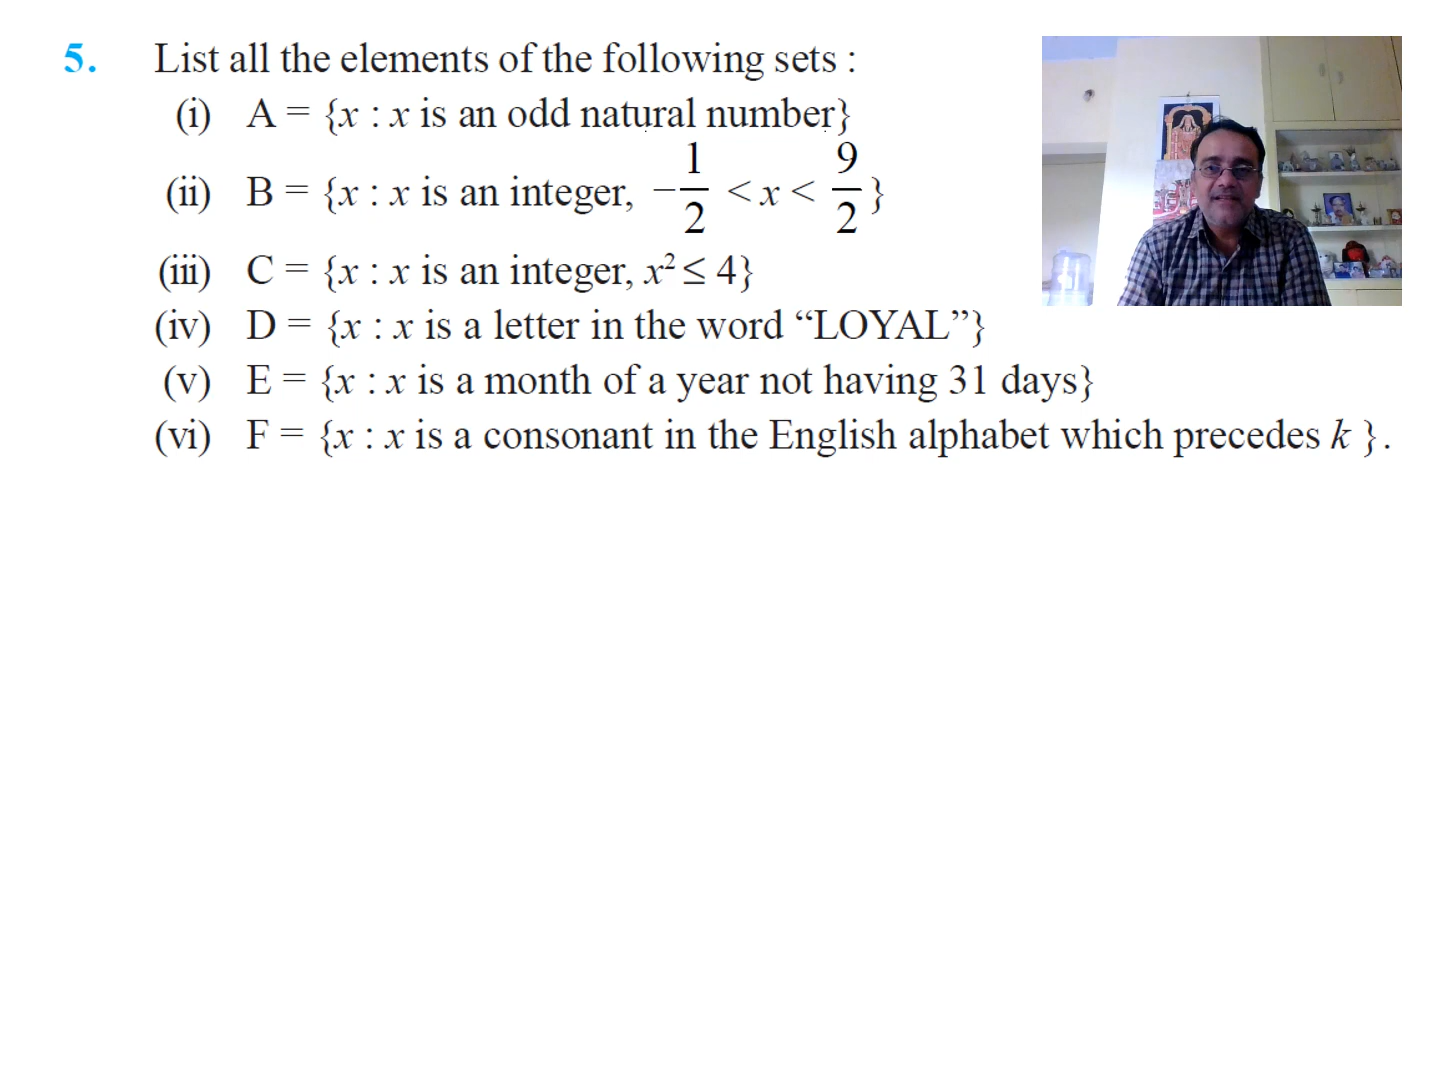 5. List all the elements of the following sets :
(i) A = {x : x is an odd natural number}
(ii) B = {x : x is an integer, −1/2 < x < 9/2}
(iii) C = {x : x is an integer, x² ≤ 4}
(iv) D = {x : x is a letter in the word “LOYAL”}
(v) E = {x : x is a month of a year not having 31 days}
(vi) F = {x : x is a consonant in the English alphabet which precedes k }.